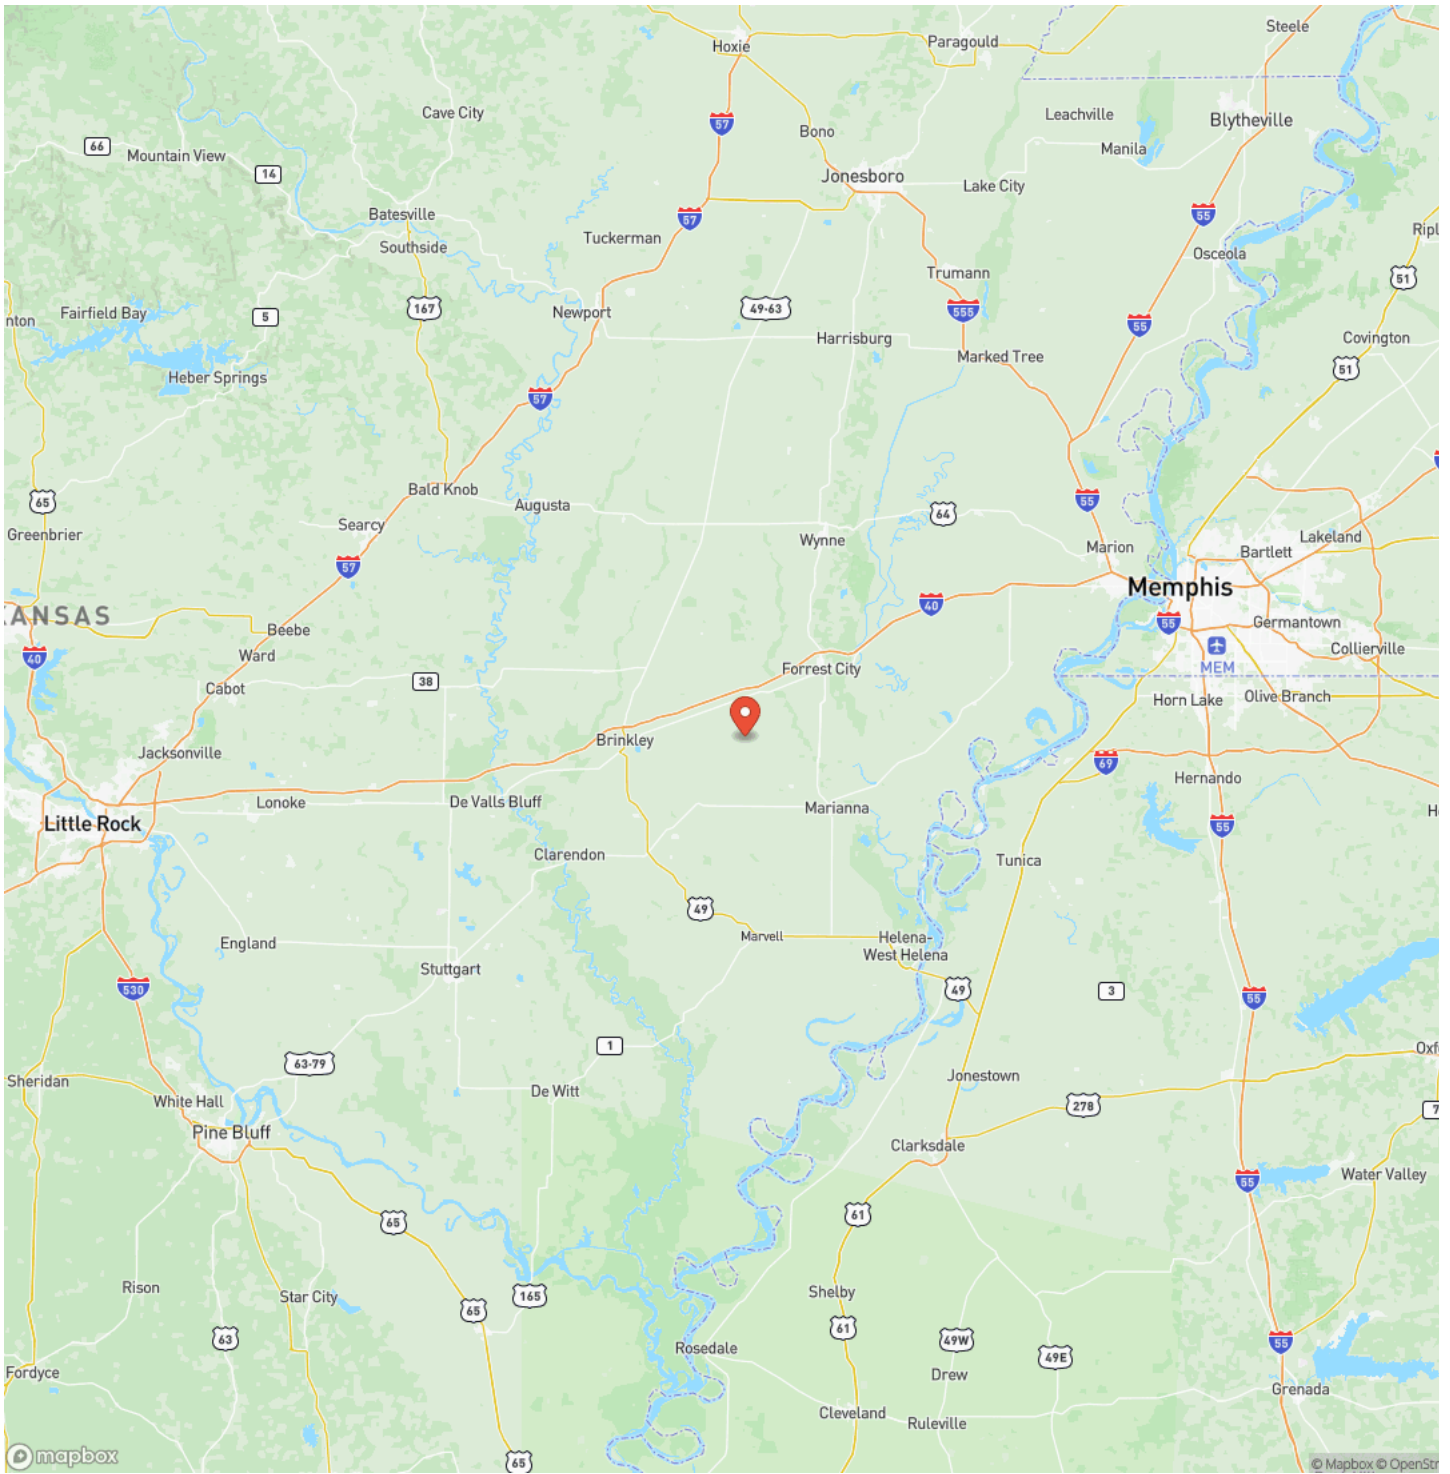 Steele
Hoxie
Paragould
Cave City
57
Bono
Leachville
Blytheville
66
Mountain View
Manila
14
Jonesboro
Lake City
Batesville
57
55
Southside
Tuckerman
Ripl
Osceola
Trumann
51
Fairfield Bay
5
167
Newport
49-63
555
nton
55
Harrisburg
Covington
Marked Tree
51
Heber Springs
57
65
Bald Knob
Augusta
55
64
Greenbrier
Searcy
Wynne
Marion
Lakeland
Bartlett
57
Memphis
40
KANSAS
55
Germantown
Beebe
Collierville
40
Ward
Forrest City
MEM
38
Cabot
Horn Lake
Olive Branch
Brinkley
Jacksonville
69
Hernando
Lonoke
De Valls Bluff
Marianna
Little Rock
55
H
Clarendon
Tunica
49
England
Marvell
Helena-
West Helena
Stuttgart
530
49
3
55
1
Oxf
63-79
Sheridan
Jonestown
De Witt
White Hall
278
7
Pine Bluff
Clarksdale
55
Water Valley
65
61
Rison
Star City
165
Shelby
65
61
63
49W
55
Rosedale
49E
Fordyce
Drew
Grenada
Cleveland
Ruleville
mapbox
65
© Mapbox © OpenStr